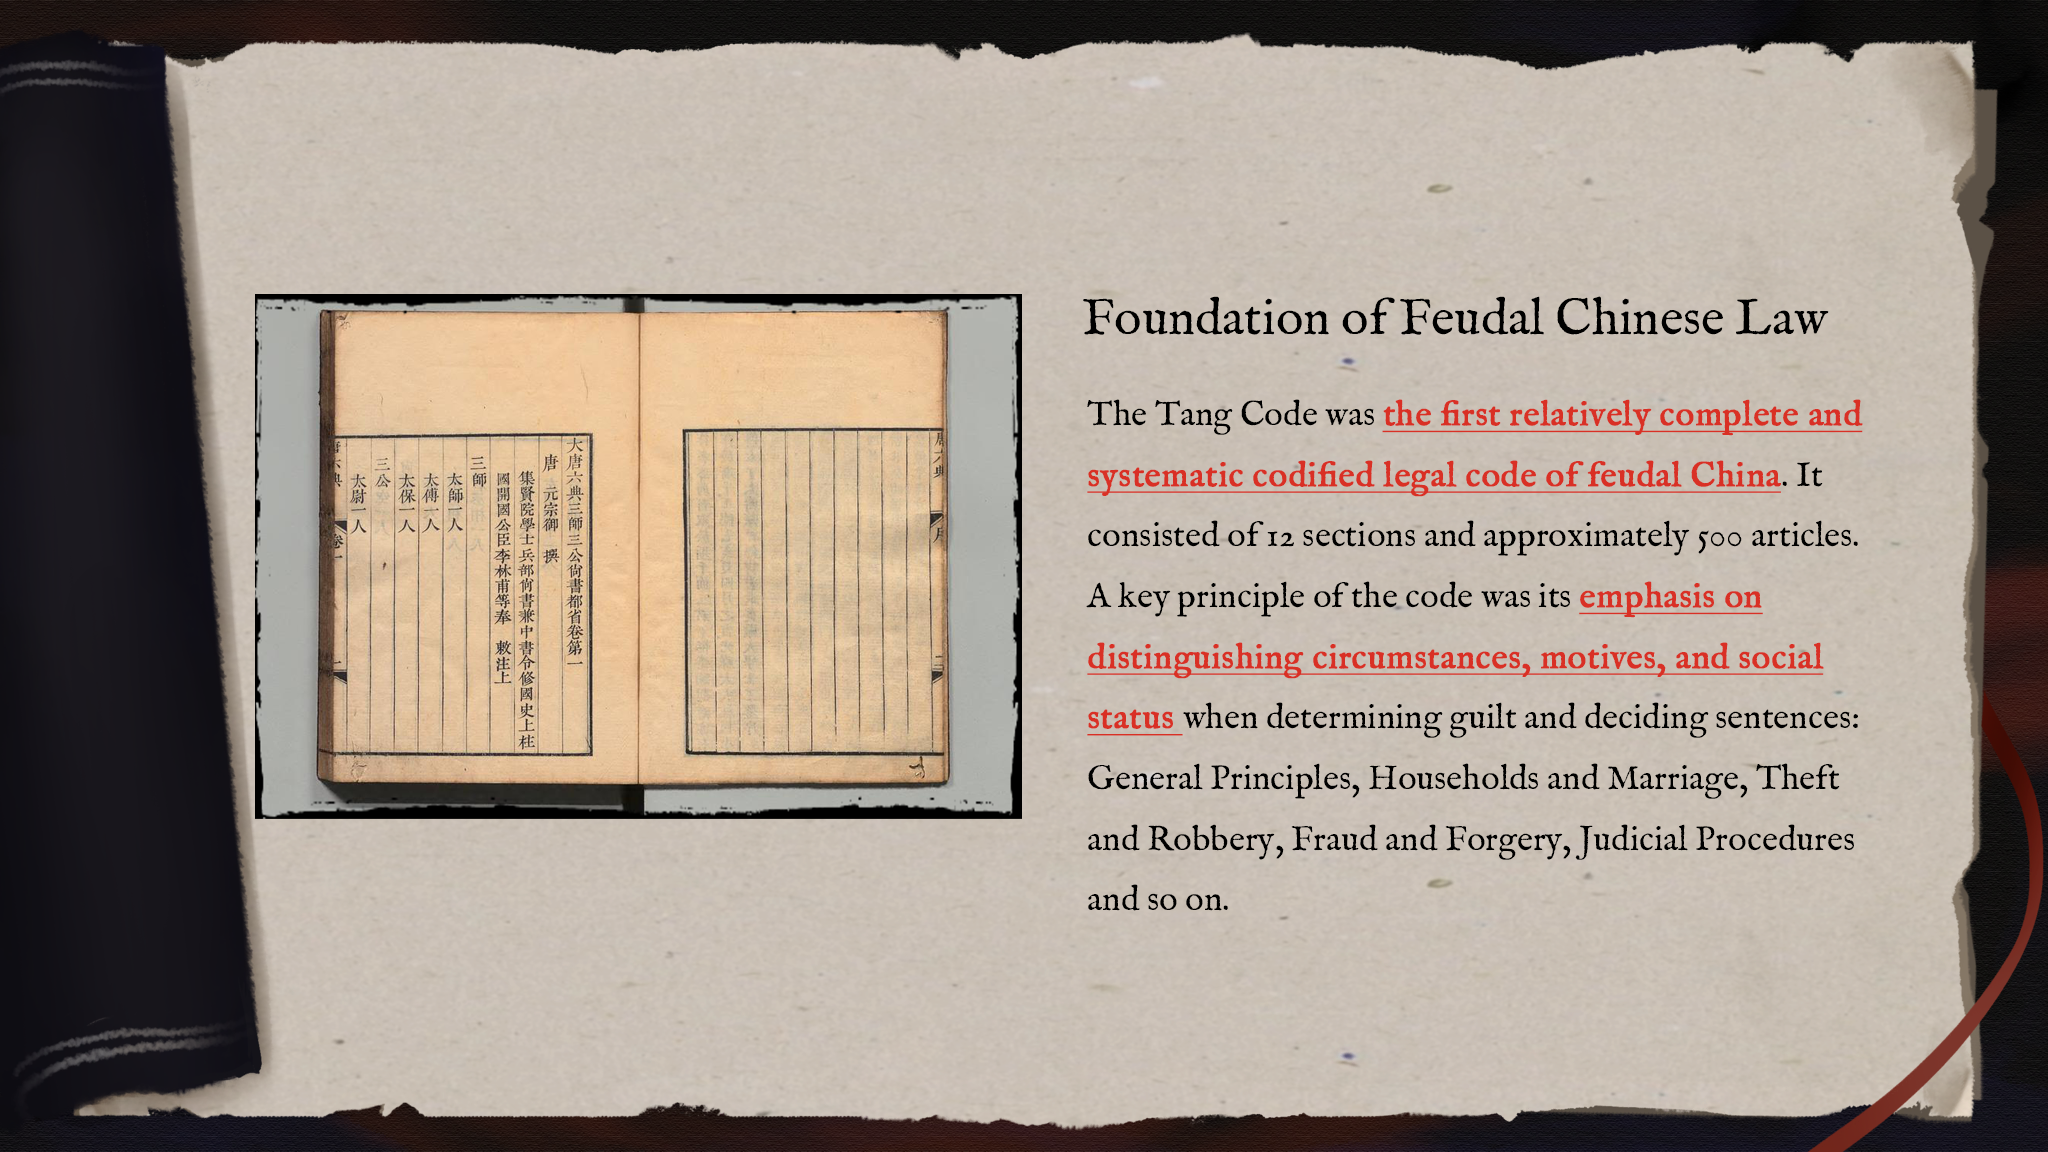 大唐六典三師三公尙書都省卷第一
唐 元宗御 撰
集賢院學士兵部尙書兼中書令修國史上柱
國開國公臣李林甫等奉 敕注上
三師
太師一人
太傅一人
太保一人
三公
太尉一人
Foundation of Feudal Chinese Law
The Tang Code was the first relatively complete and
systematic codified legal code of feudal China. It
consisted of 12 sections and approximately 500 articles.
A key principle of the code was its emphasis on
distinguishing circumstances, motives, and social
status when determining guilt and deciding sentences:
General Principles, Households and Marriage, Theft
and Robbery, Fraud and Forgery, Judicial Procedures
and so on.